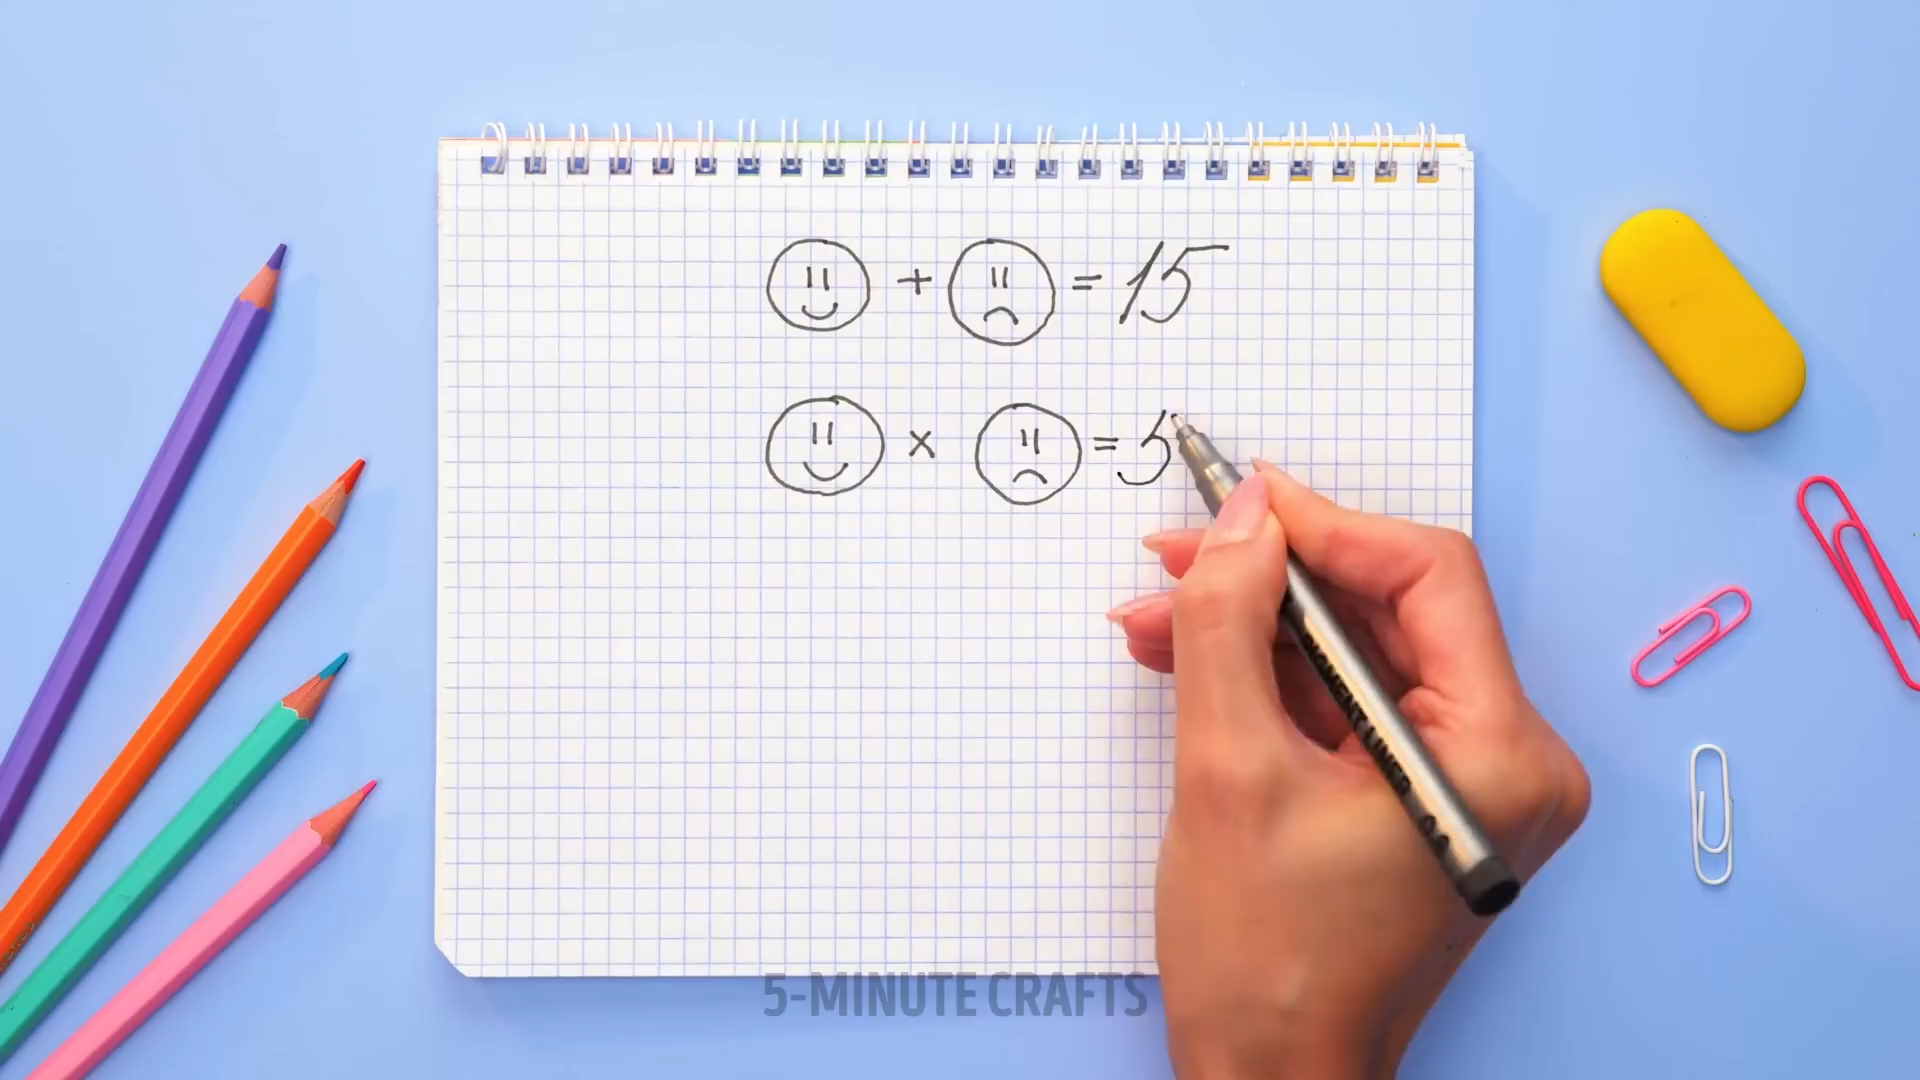 + = 15
x = 5
5-MINUTE CRAFTS